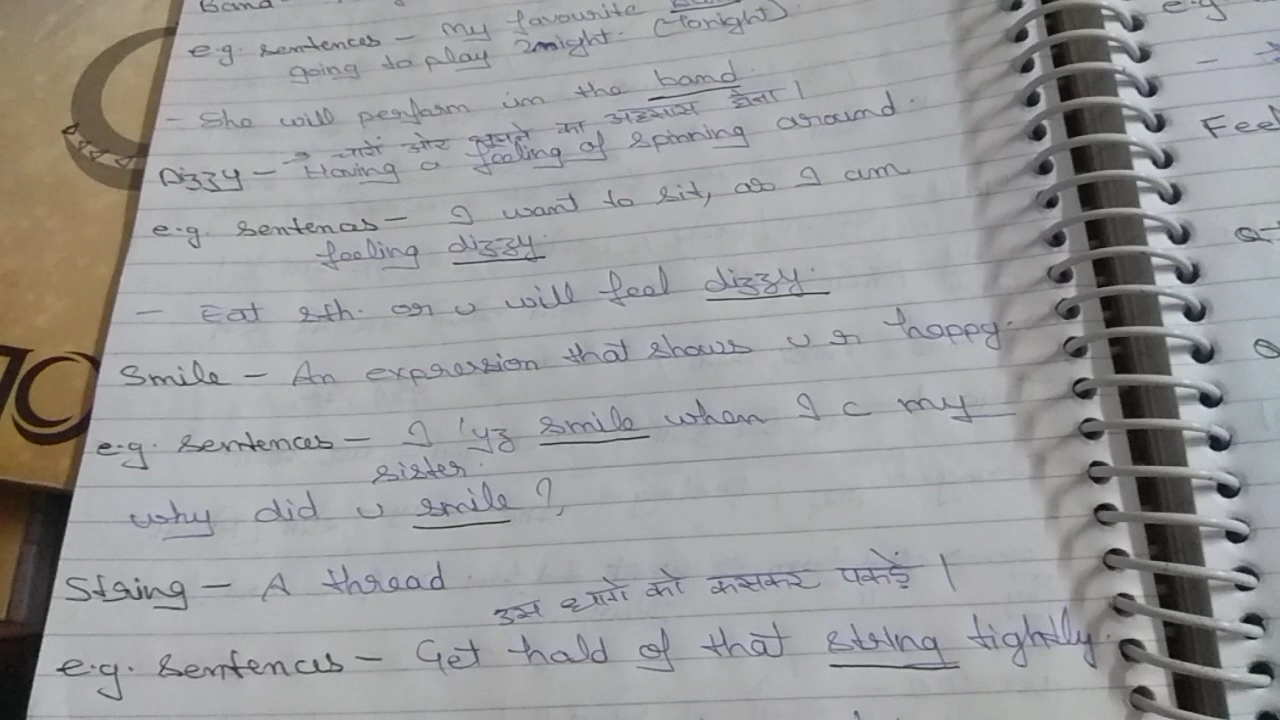 Band
e.g. sentences - My favourite
going to play 2night. (Tonight)
- She will perform in the band.
→ चारों ओर घूमने का अहसास होना।
Dizzy - Having a feeling of spinning around.
e.g. sentences - I want to sit, as I am
feeling dizzy.
- Eat sth. or u will feel dizzy.
Smile - An expression that shows u r happy.
e.g. sentences - I 'yz smile when I c my
sister.
why did u smile?
String - A thread
उस धागे को कसकर पकड़ें।
e.g. sentences - Get hald of that string tightly.
e.g
Feel